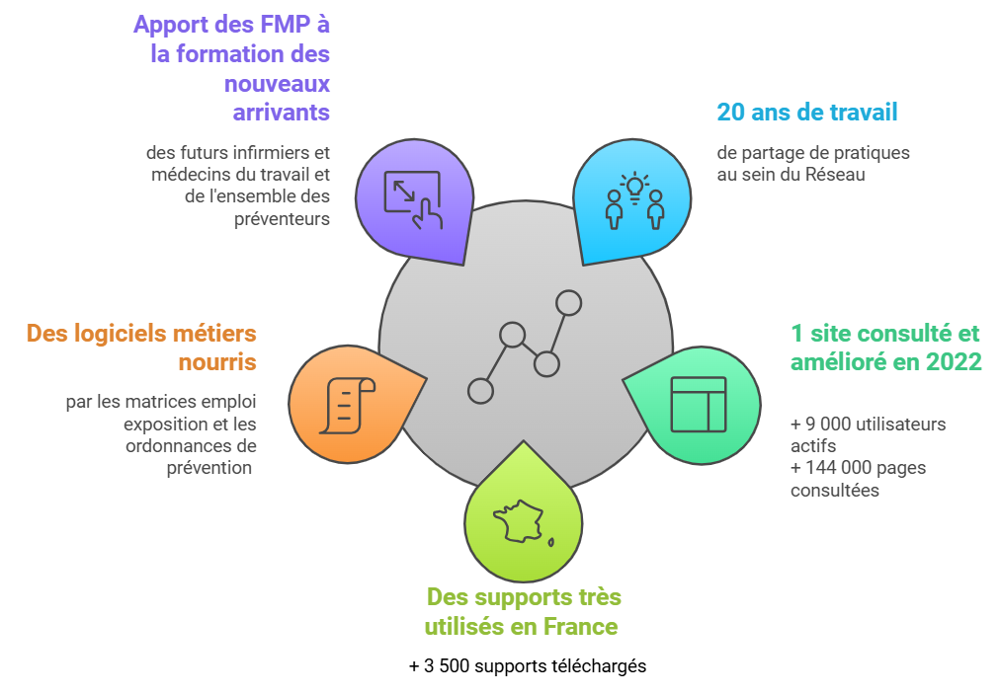 Apport des FMP à
la formation des
nouveaux
arrivants
des futurs infirmiers et
médecins du travail et
de l'ensemble des
préventeurs
20 ans de travail
de partage de pratiques
au sein du Réseau
Des logiciels métiers
nourris
par les matrices emploi
exposition et les
ordonnances de
prévention
1 site consulté et
amélioré en 2022
+ 9 000 utilisateurs
actifs
+ 144 000 pages
consultées
Des supports très
utilisés en France
+ 3 500 supports téléchargés